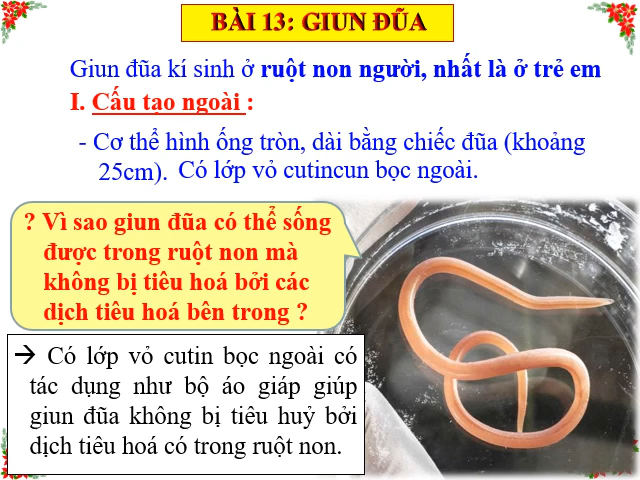 BÀI 13: GIUN ĐŨA
Giun đũa kí sinh ở ruột non người, nhất là ở trẻ em
I. Cấu tạo ngoài :
- Cơ thể hình ống tròn, dài bằng chiếc đũa (khoảng
25cm). Có lớp vỏ cutincun bọc ngoài.
? Vì sao giun đũa có thể sống
được trong ruột non mà
không bị tiêu hoá bởi các
dịch tiêu hoá bên trong ?
→ Có lớp vỏ cutin bọc ngoài có
tác dụng như bộ áo giáp giúp
giun đũa không bị tiêu huỷ bởi
dịch tiêu hoá có trong ruột non.